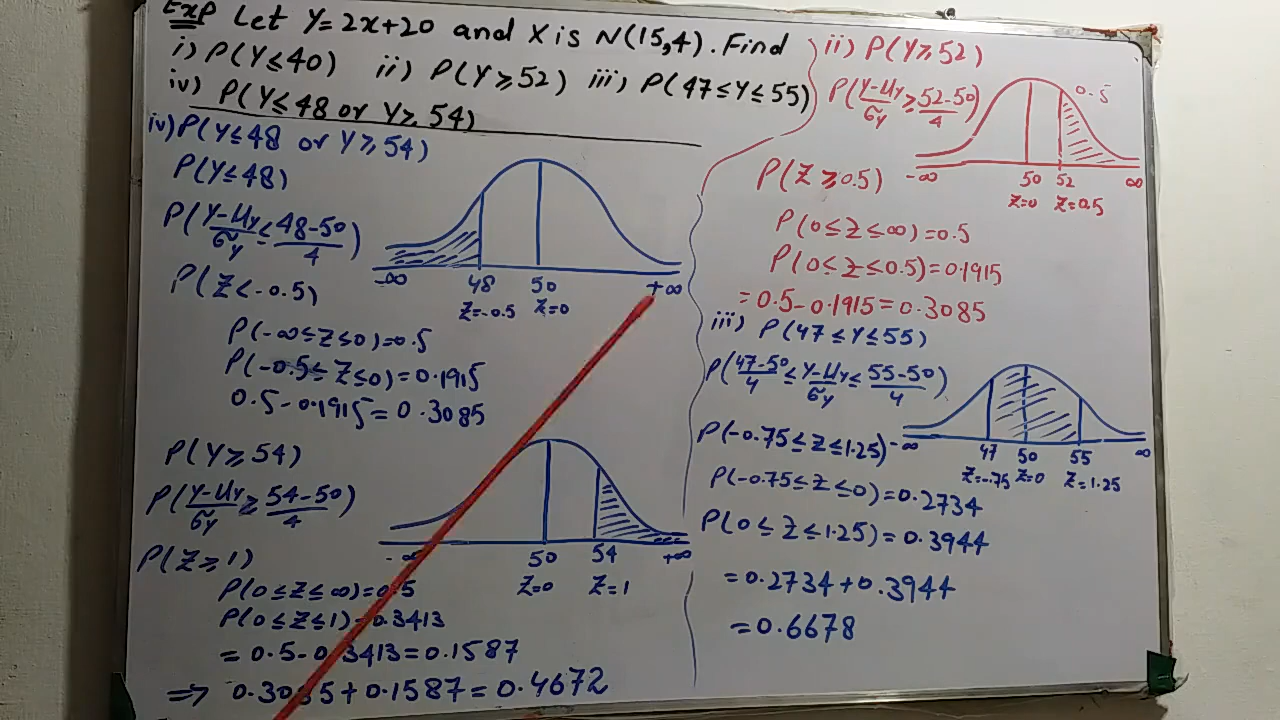 Exp Let Y=2x+20 and X is N(15,4). Find
i) P(Y≤40) ii) P(Y≥52) iii) P(47≤Y≤55)
iv) P(Y≤48 or Y≥54)
iv) P(Y≤48 or Y≥54)
P(Y≤48)
P(Y-Uy/σy ≤ 48-50/4)
P(Z<-0.5)
-∞ 48 50 +∞
Z=-0.5 Z=0
P(-∞≤Z≤0)=0.5
P(-0.5≤Z≤0)=0.1915
0.5-0.1915=0.3085
P(Y≥54)
P(Y-Uy/σy ≥ 54-50/4)
P(Z≥1)
-∞ 50 54 +∞
Z=0 Z=1
P(0≤Z≤∞)=0.5
P(0≤Z≤1)=0.3413
=0.5-0.3413=0.1587
⇒ 0.3085+0.1587=0.4672
ii) P(Y≥52)
P(Y-Uy/σy ≥ 52-50/4)
0.5
-∞ 50 52 ∞
Z=0 Z=0.5
P(Z≥0.5)
P(0≤Z≤∞)=0.5
P(0≤Z≤0.5)=0.1915
=0.5-0.1915=0.3085
iii) P(47≤Y≤55)
P(47-50/4 ≤ Y-Uy/σy ≤ 55-50/4)
P(-0.75≤Z≤1.25)
-∞ 47 50 55 ∞
Z=-.75 Z=0 Z=1.25
P(-0.75≤Z≤0)=0.2734
P(0≤Z≤1.25)=0.3944
=0.2734+0.3944
=0.6678